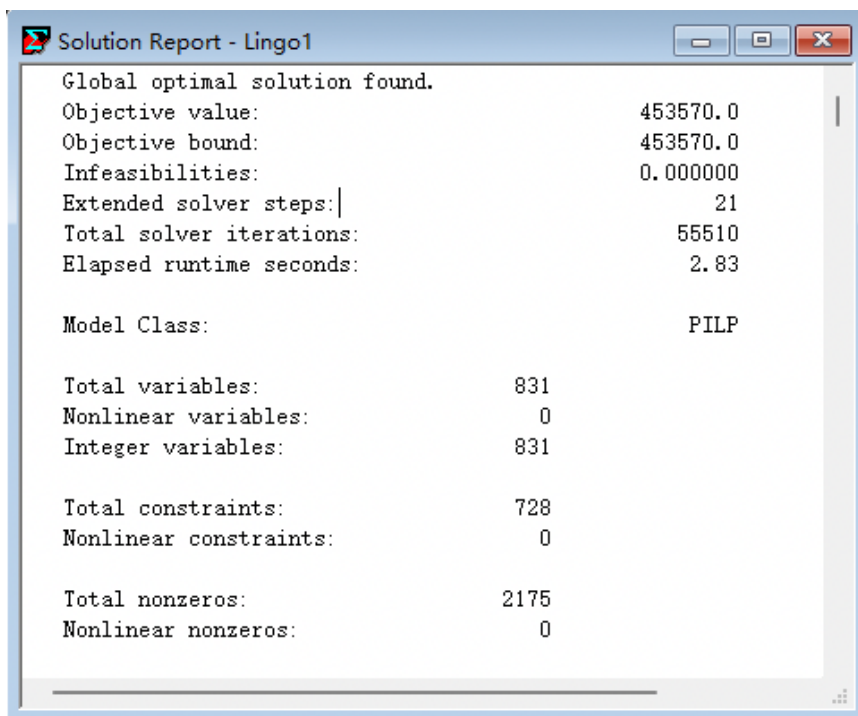 Solution Report - Lingo1
Global optimal solution found.
Objective value: 453570.0
Objective bound: 453570.0
Infeasibilities: 0.000000
Extended solver steps: 21
Total solver iterations: 55510
Elapsed runtime seconds: 2.83
Model Class: PILP
Total variables: 831
Nonlinear variables: 0
Integer variables: 831
Total constraints: 728
Nonlinear constraints: 0
Total nonzeros: 2175
Nonlinear nonzeros: 0